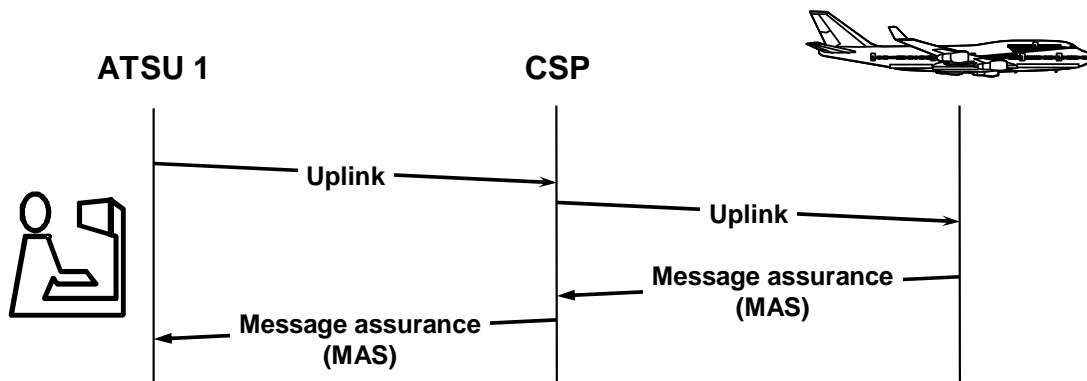 ATSU 1
CSP
Uplink
Uplink
Message assurance
(MAS)
Message assurance
(MAS)